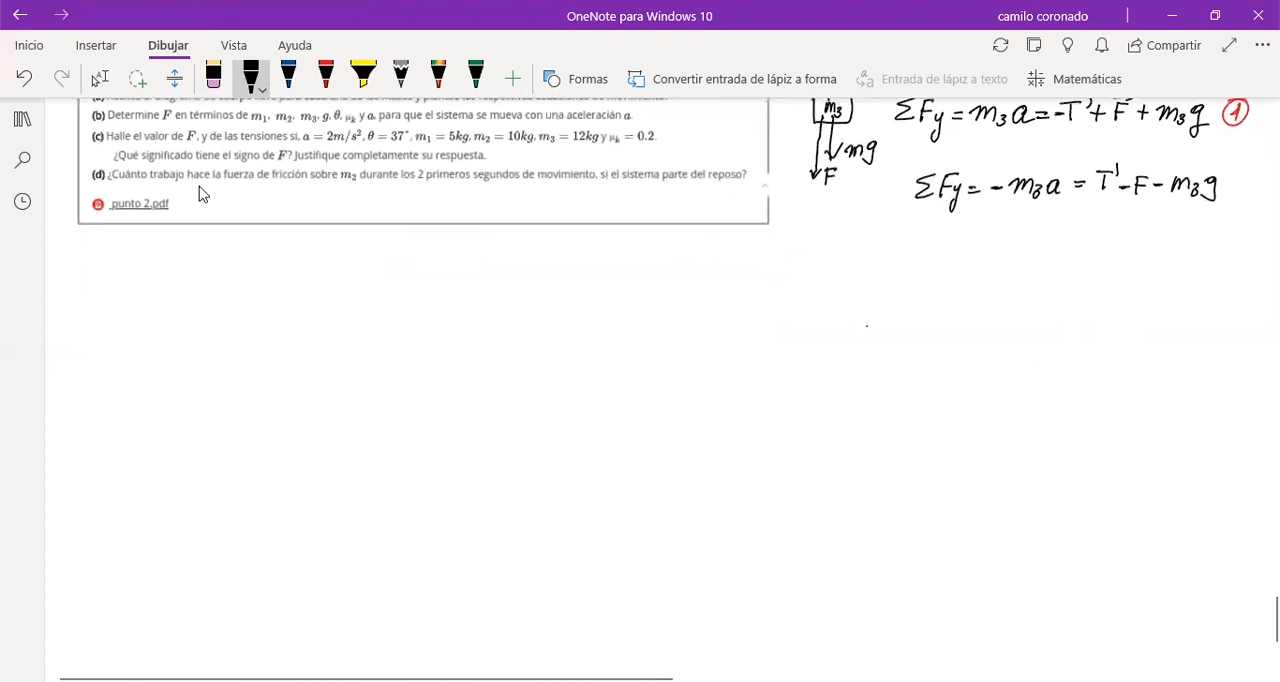 OneNote para Windows 10
camilo coronado
Inicio Insertar Dibujar Vista Ayuda
Compartir
Formas Convertir entrada de lápiz a forma Entrada de lápiz a texto Matemáticas
(b) Determine F en términos de m₁, m₂, m₃, g, θ, μₖ y a, para que el sistema se mueva con una aceleracián a.
(c) Halle el valor de F, y de las tensiones si, a = 2m/s², θ = 37°, m₁ = 5kg, m₂ = 10kg, m₃ = 12kg y μₖ = 0.2.
¿Qué significado tiene el signo de F? Justifique completamente su respuesta.
(d) ¿Cuánto trabajo hace la fuerza de fricción sobre m₂ durante los 2 primeros segundos de movimiento, si el sistema parte del reposo?
punto 2.pdf
m₃
mg
F
ΣFy = m₃a = -T' + F + m₃g ①
ΣFy = -m₃a = T' - F - m₃g